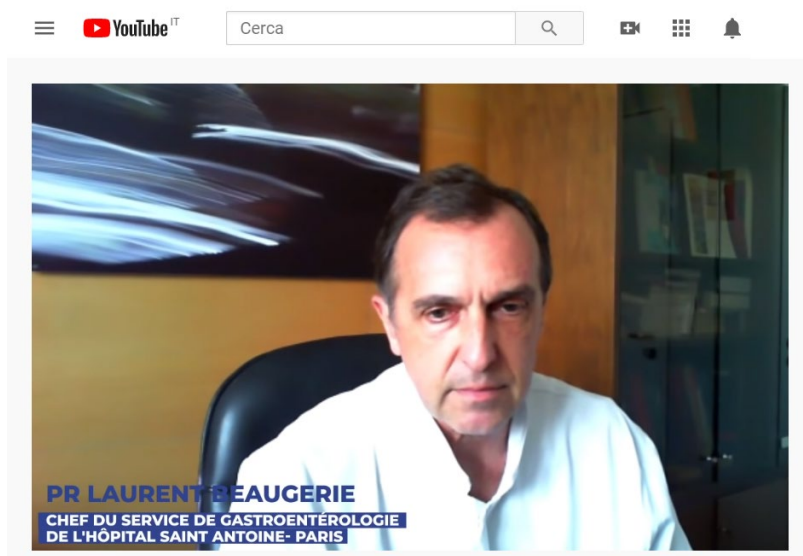 YouTube IT
Cerca
PR LAURENT BEAUGERIE
CHEF DU SERVICE DE GASTROENTÉROLOGIE
DE L'HÔPITAL SAINT ANTOINE- PARIS